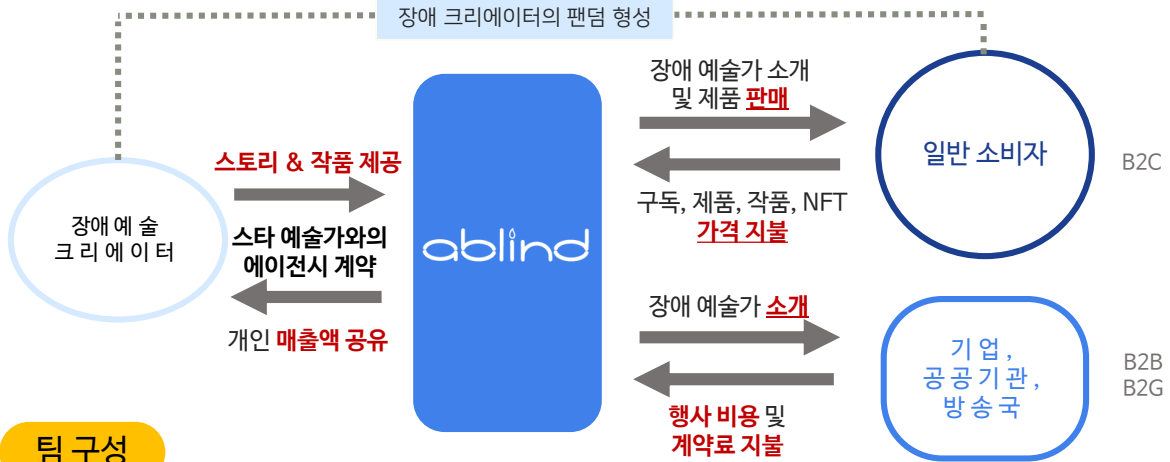 장애 크리에이터의 팬덤 형성
장애 예술가 소개
및 제품 판매
일반 소비자
B2C
스토리 & 작품 제공
구독, 제품, 작품, NFT
가격 지불
장애 예 술
크 리 에 이 터
스타 예술가와의
에이전시 계약
ablind
개인 매출액 공유
장애 예술가 소개
기 업 ,
공 공 기 관 ,
방 송 국
B2B
B2G
행사 비용 및
계약료 지불
팀 구성